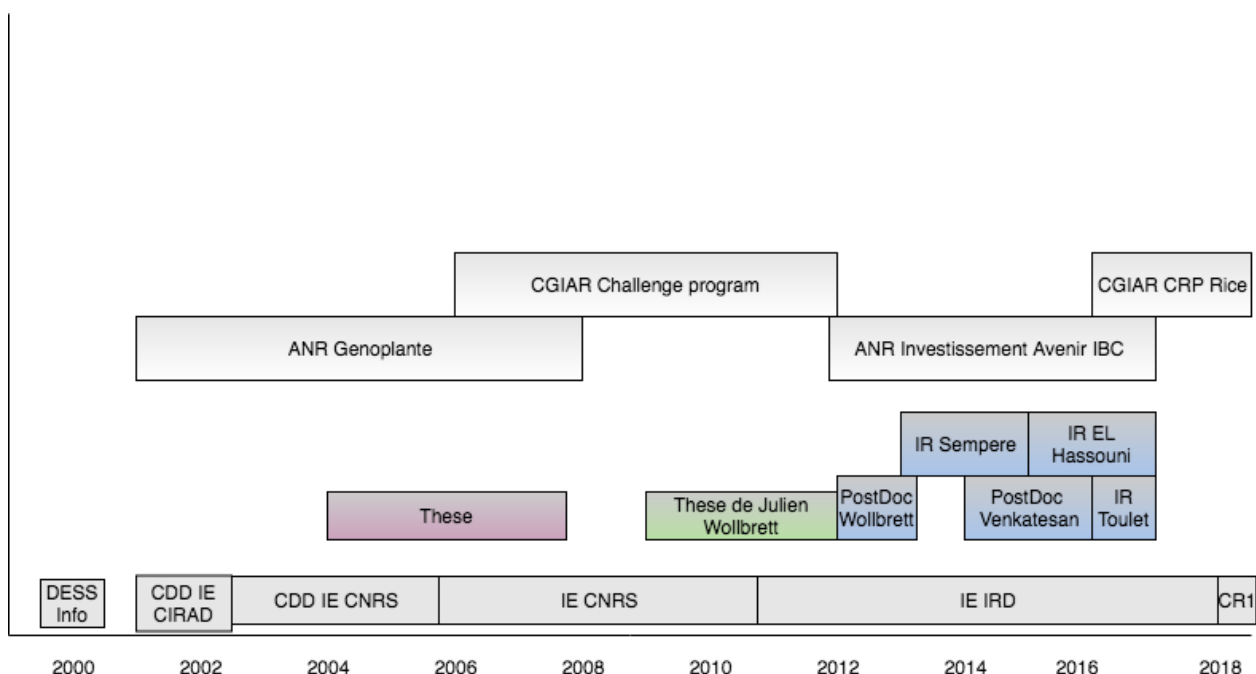 CGIAR Challenge program
CGIAR CRP Rice
ANR Genoplante
ANR Investissement Avenir IBC
IR Sempere
IR EL
Hassouni
These
These de Julien
Wollbrett
PostDoc
Wollbrett
PostDoc
Venkatesan
IR
Toulet
DESS
Info
CDD IE
CIRAD
CDD IE CNRS
IE CNRS
IE IRD
CR1
2000 2002 2004 2006 2008 2010 2012 2014 2016 2018